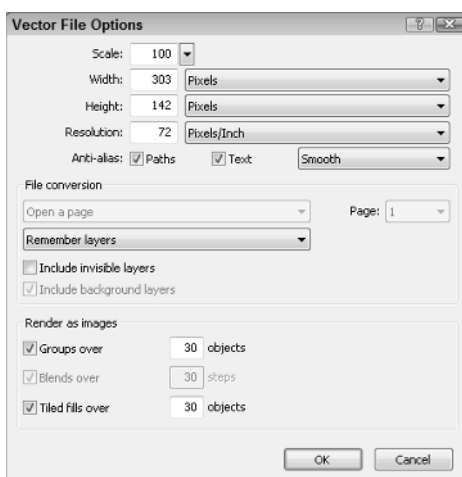 Vector File Options
Scale: 100
Width: 303 Pixels
Height: 142 Pixels
Resolution: 72 Pixels/Inch
Anti-alias: Paths Text Smooth
File conversion
Open a page Page: 1
Remember layers
Include invisible layers
Include background layers
Render as images
Groups over 30 objects
Blends over 30 steps
Tiled fills over 30 objects
OK Cancel